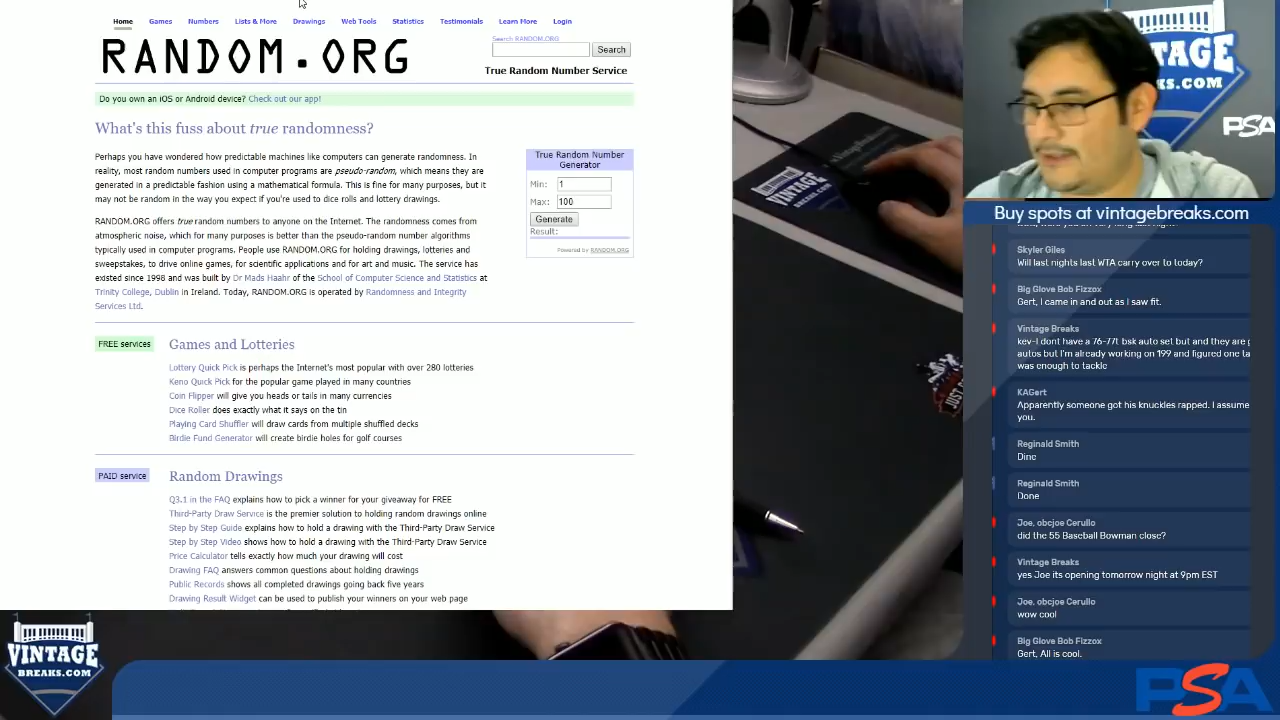 Home Games Numbers Lists & More Drawings Web Tools Statistics Testimonials Learn More Login
RANDOM.ORG
Search RANDOM.ORG
Search
True Random Number Service
Do you own an iOS or Android device? Check out our app!
What's this fuss about true randomness?
Perhaps you have wondered how predictable machines like computers can generate randomness. In
reality, most random numbers used in computer programs are pseudo-random, which means they are
generated in a predictable fashion using a mathematical formula. This is fine for many purposes, but it
may not be random in the way you expect if you're used to dice rolls and lottery drawings.
RANDOM.ORG offers true random numbers to anyone on the Internet. The randomness comes from
atmospheric noise, which for many purposes is better than the pseudo-random number algorithms
typically used in computer programs. People use RANDOM.ORG for holding drawings, lotteries and
sweepstakes, to drive online games, for scientific applications and for art and music. The service has
existed since 1998 and was built by Dr Mads Haahr of the School of Computer Science and Statistics at
Trinity College, Dublin in Ireland. Today, RANDOM.ORG is operated by Randomness and Integrity
Services Ltd.
True Random Number
Generator
Min: 1
Max: 100
Generate
Result:
Powered by RANDOM.ORG
FREE services
Games and Lotteries
Lottery Quick Pick is perhaps the Internet's most popular with over 280 lotteries
Keno Quick Pick for the popular game played in many countries
Coin Flipper will give you heads or tails in many currencies
Dice Roller does exactly what it says on the tin
Playing Card Shuffler will draw cards from multiple shuffled decks
Birdie Fund Generator will create birdie holes for golf courses
PAID service
Random Drawings
Q3.1 in the FAQ explains how to pick a winner for your giveaway for FREE
Third-Party Draw Service is the premier solution to holding random drawings online
Step by Step Guide explains how to hold a drawing with the Third-Party Draw Service
Step by Step Video shows how to hold a drawing with the Third-Party Draw Service
Price Calculator tells exactly how much your drawing will cost
Drawing FAQ answers common questions about holding drawings
Public Records shows all completed drawings going back five years
Drawing Result Widget can be used to publish your winners on your web page
VINTAGE
BREAKS
JUST
VINTAGE
BREAKS.COM
PSA
Buy spots at vintagebreaks.com
Skyler Giles
Will last nights last WTA carry over to today?
Big Glove Bob Fizzox
Gert, I came in and out as I saw fit.
Vintage Breaks
kev-I dont have a 76-77t bsk auto set but and they are
autos but I'm already working on 199 and figured one ta
was enough to tackle
KAGert
Apparently someone got his knuckles rapped. I assume
you.
Reginald Smith
Dine
Reginald Smith
Done
Joe, obcjoe Cerullo
did the 55 Baseball Bowman close?
Vintage Breaks
yes Joe its opening tomorrow night at 9pm EST
Joe, obcjoe Cerullo
wow cool
Big Glove Bob Fizzox
Gert, All is cool.
VINTAGE
BREAKS.COM
PSA